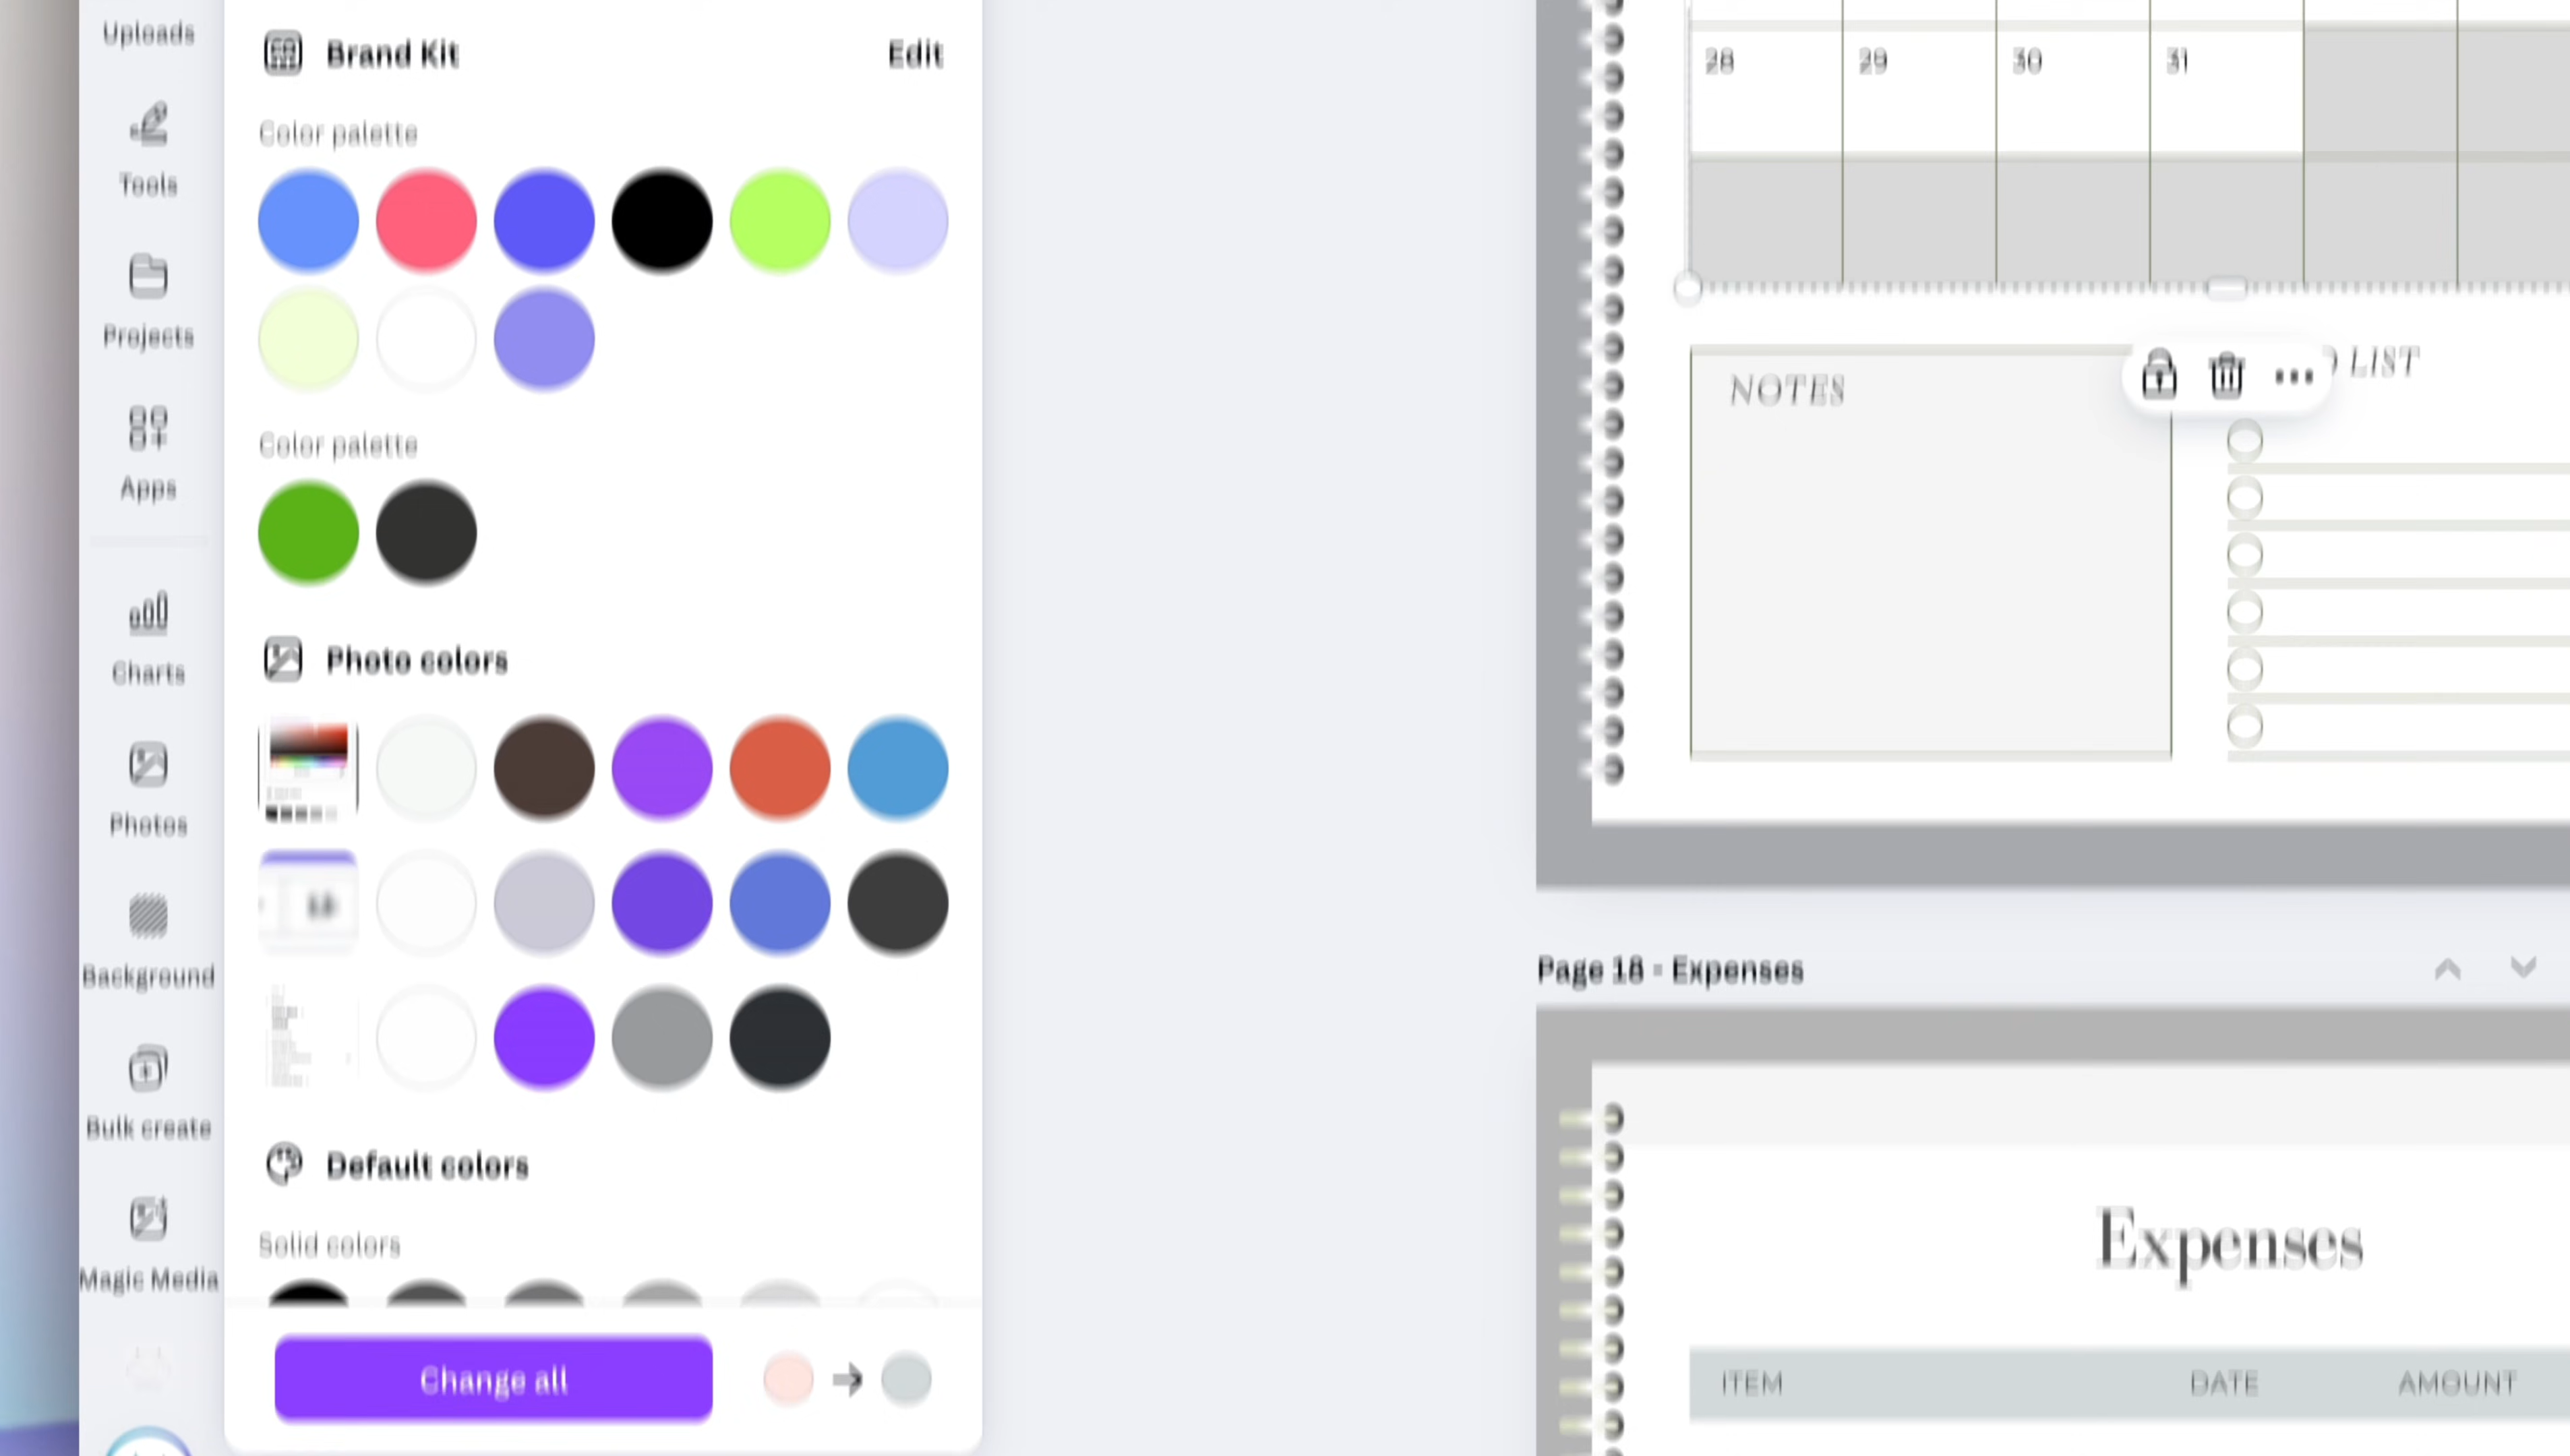 Uploads
Tools
Projects
Apps
Charts
Photos
Background
Bulk create
Magic Media
Brand Kit
Edit
Color palette
Color palette
Photo colors
Default colors
Solid colors
Change all
28 29 30 31
NOTES
LIST
Page 18 - Expenses
Expenses
ITEM DATE AMOUNT